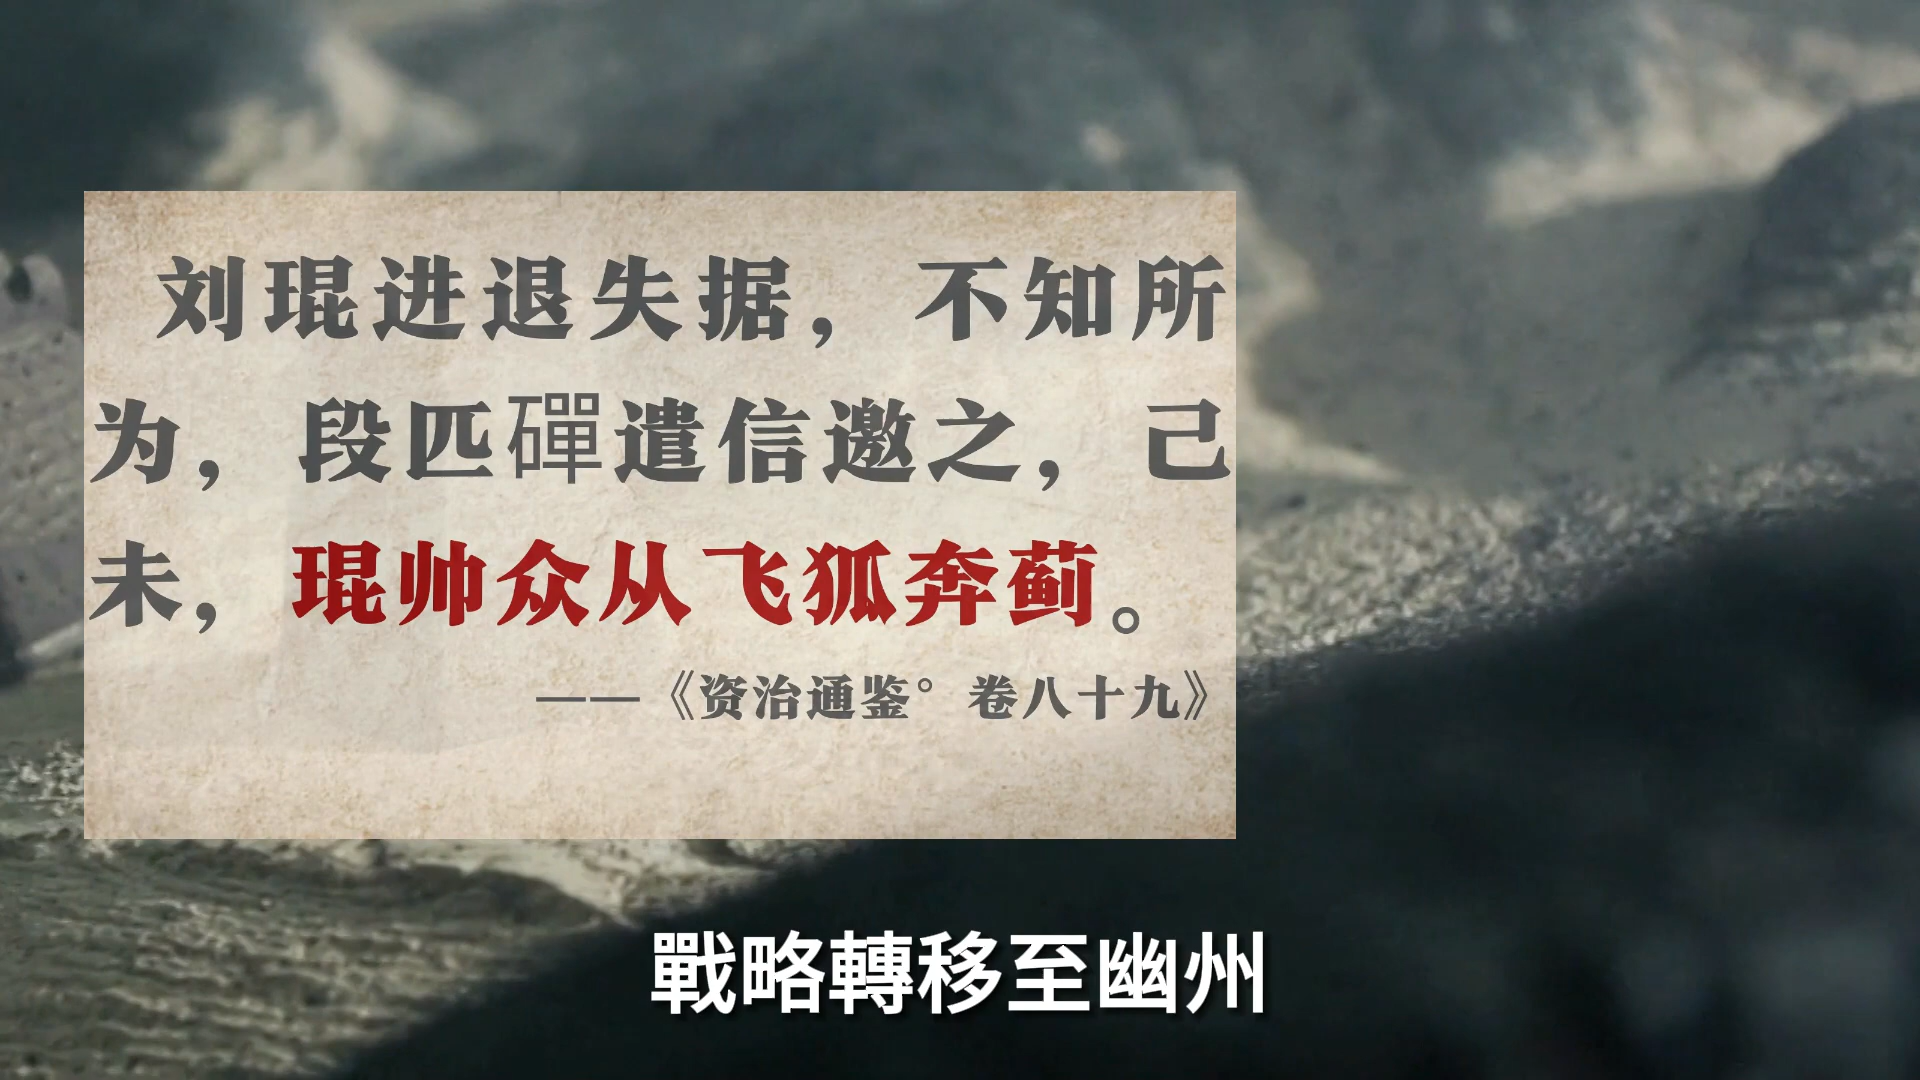 刘琨进退失据，不知所
为，段匹磾遣信邀之，己
未，琨帅众从飞狐奔蓟。
——《资治通鉴°卷八十九》
戰略轉移至幽州